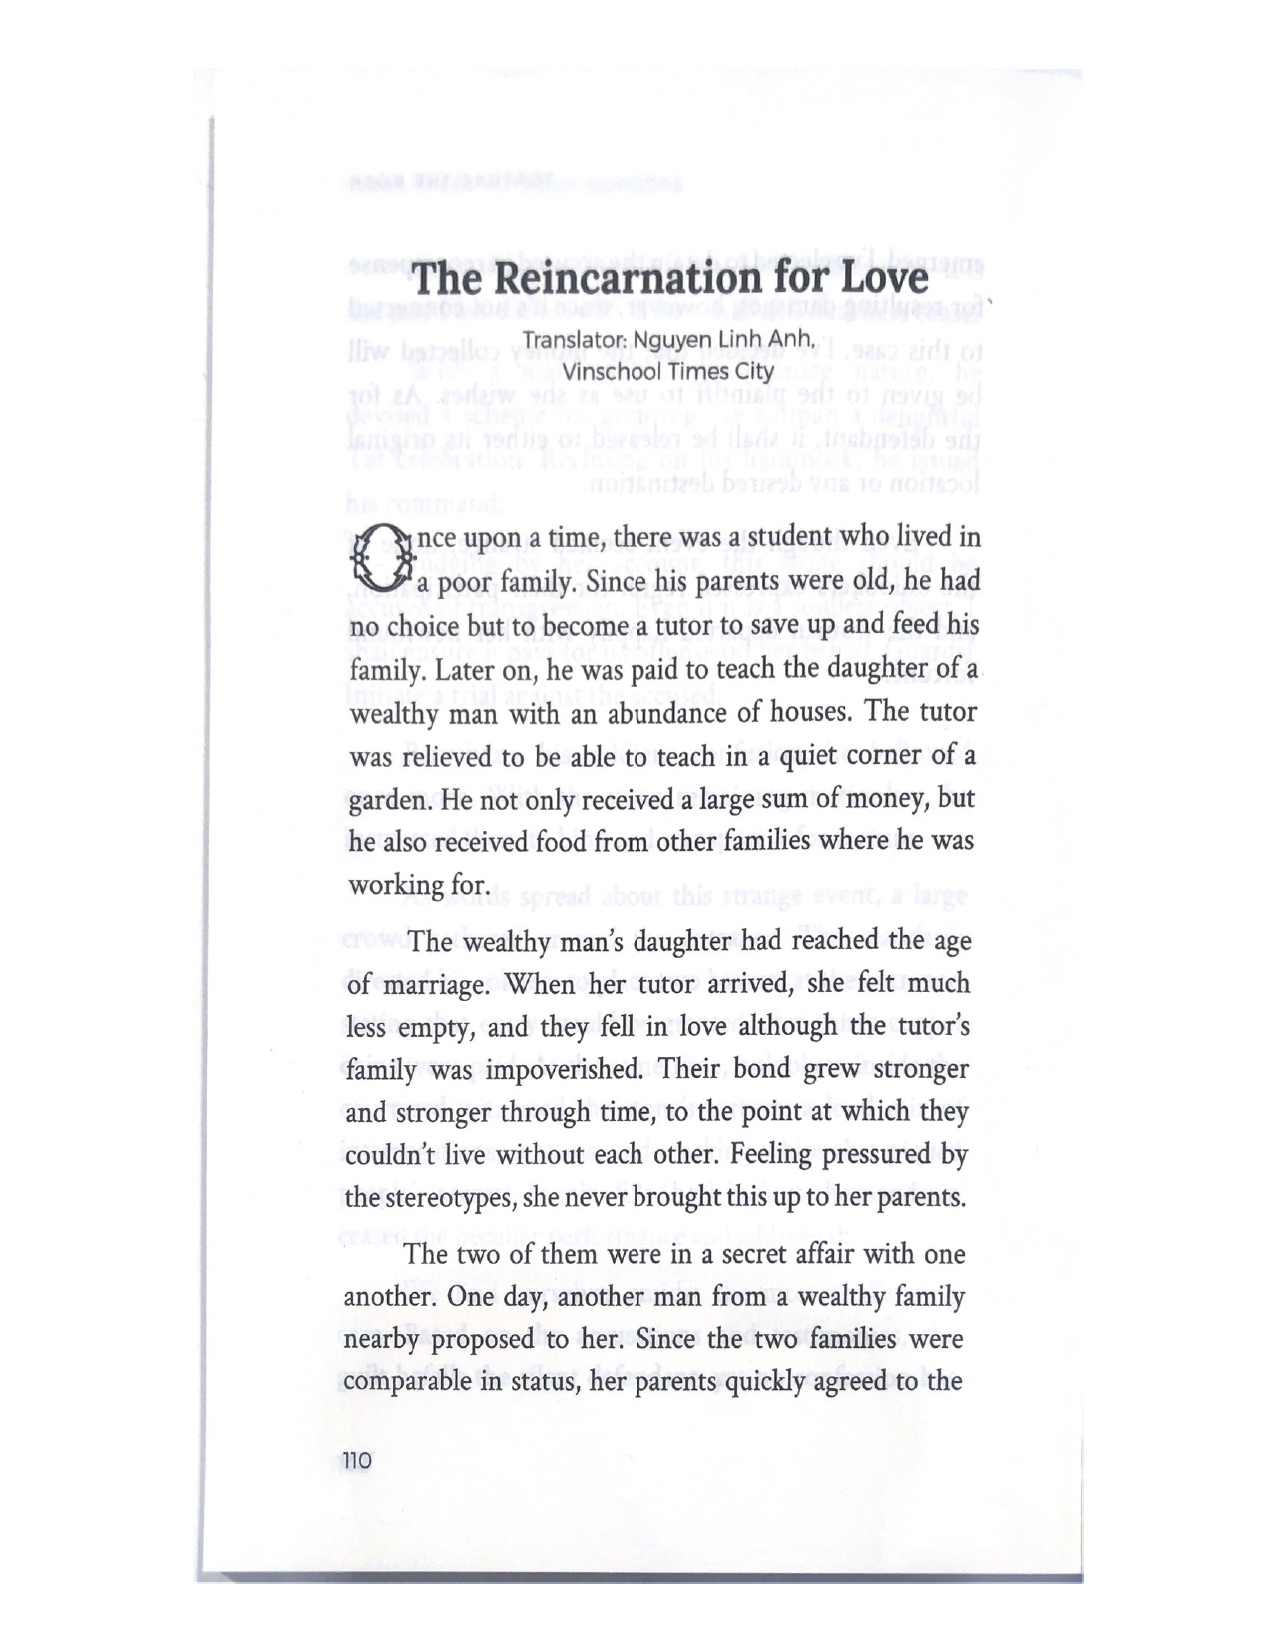 The Reincarnation for Love
Translator: Nguyen Linh Anh,
Vinschool Times City
Once upon a time, there was a student who lived in
a poor family. Since his parents were old, he had
no choice but to become a tutor to save up and feed his
family. Later on, he was paid to teach the daughter of a
wealthy man with an abundance of houses. The tutor
was relieved to be able to teach in a quiet corner of a
garden. He not only received a large sum of money, but
he also received food from other families where he was
working for.
The wealthy man's daughter had reached the age
of marriage. When her tutor arrived, she felt much
less empty, and they fell in love although the tutor's
family was impoverished. Their bond grew stronger
and stronger through time, to the point at which they
couldn't live without each other. Feeling pressured by
the stereotypes, she never brought this up to her parents.
The two of them were in a secret affair with one
another. One day, another man from a wealthy family
nearby proposed to her. Since the two families were
comparable in status, her parents quickly agreed to the
110